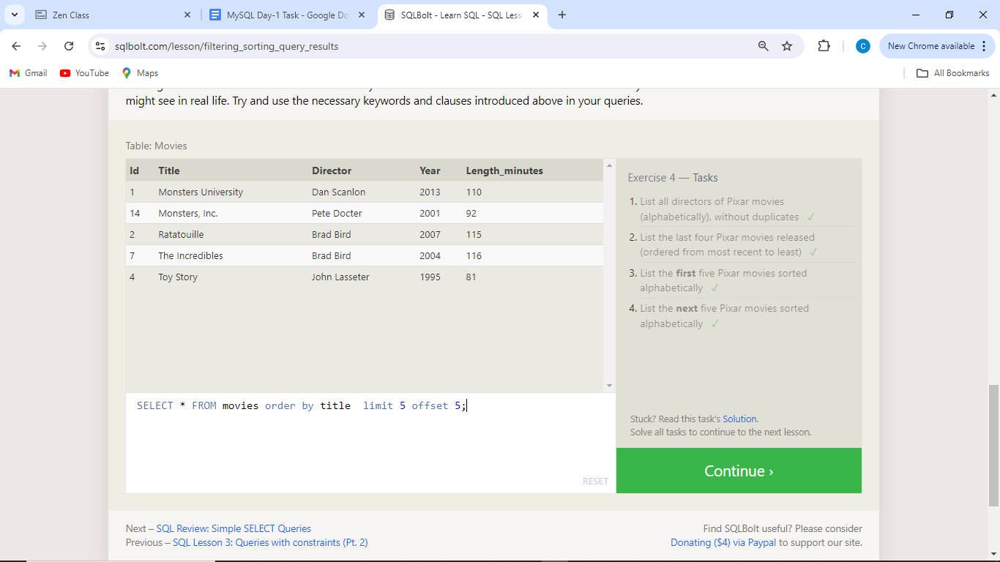 Zen Class
MySQL Day-1 Task - Google Do
SQLBolt - Learn SQL - SQL Less
sqlbolt.com/lesson/filtering_sorting_query_results
C
New Chrome available
Gmail
YouTube
Maps
All Bookmarks
might see in real life. Try and use the necessary keywords and clauses introduced above in your queries.
Table: Movies
Id Title Director Year Length_minutes
1 Monsters University Dan Scanlon 2013 110
14 Monsters, Inc. Pete Docter 2001 92
2 Ratatouille Brad Bird 2007 115
7 The Incredibles Brad Bird 2004 116
4 Toy Story John Lasseter 1995 81
SELECT * FROM movies order by title  limit 5 offset 5;
RESET
Exercise 4 — Tasks
1. List all directors of Pixar movies
(alphabetically), without duplicates ✓
2. List the last four Pixar movies released
(ordered from most recent to least) ✓
3. List the first five Pixar movies sorted
alphabetically ✓
4. List the next five Pixar movies sorted
alphabetically ✓
Stuck? Read this task's Solution.
Solve all tasks to continue to the next lesson.
Continue ›
Next – SQL Review: Simple SELECT Queries
Previous – SQL Lesson 3: Queries with constraints (Pt. 2)
Find SQLBolt useful? Please consider
Donating ($4) via Paypal to support our site.